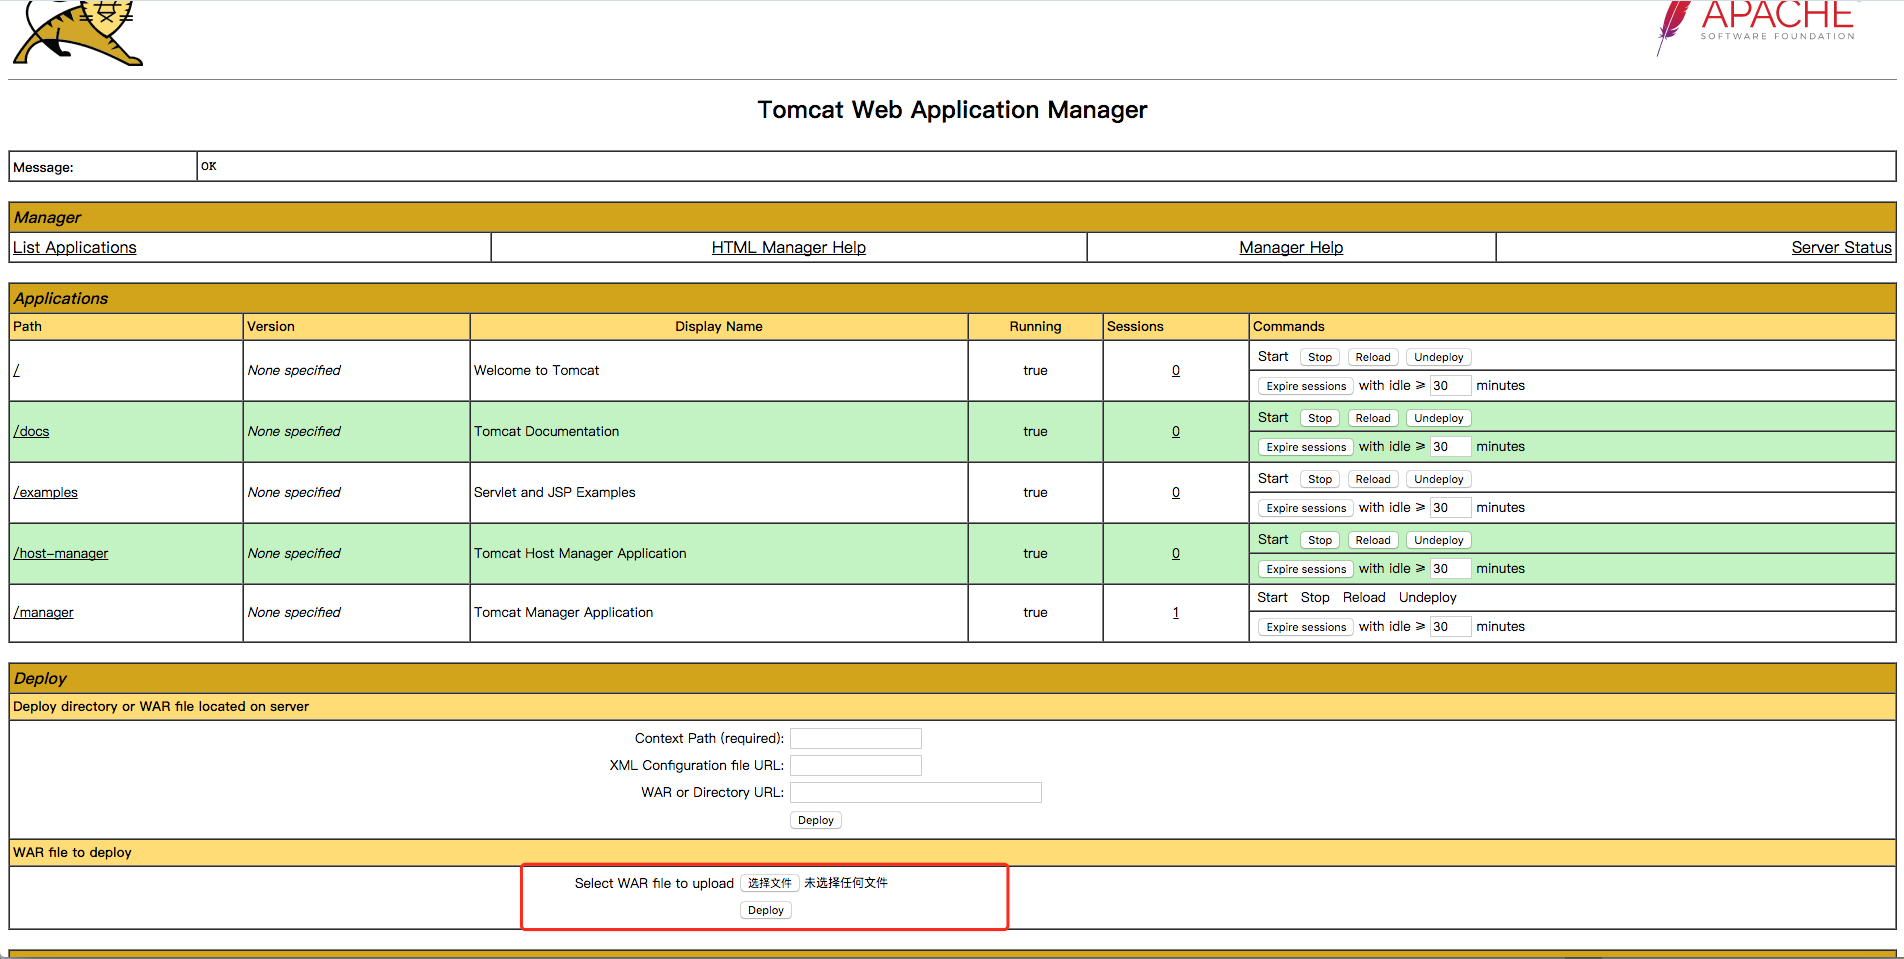 APACHE
SOFTWARE FOUNDATION
Tomcat Web Application Manager
Message: OK
Manager
List Applications HTML Manager Help Manager Help Server Status
Applications
Path Version Display Name Running Sessions Commands
/ None specified Welcome to Tomcat true 0 Start Stop Reload Undeploy
Expire sessions with idle ≥ 30 minutes
/docs None specified Tomcat Documentation true 0 Start Stop Reload Undeploy
Expire sessions with idle ≥ 30 minutes
/examples None specified Servlet and JSP Examples true 0 Start Stop Reload Undeploy
Expire sessions with idle ≥ 30 minutes
/host-manager None specified Tomcat Host Manager Application true 0 Start Stop Reload Undeploy
Expire sessions with idle ≥ 30 minutes
/manager None specified Tomcat Manager Application true 1 Start Stop Reload Undeploy
Expire sessions with idle ≥ 30 minutes
Deploy
Deploy directory or WAR file located on server
Context Path (required):
XML Configuration file URL:
WAR or Directory URL:
Deploy
WAR file to deploy
Select WAR file to upload 选择文件 未选择任何文件
Deploy